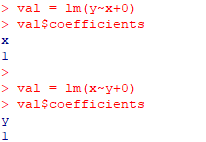 > val = lm(y~x+0)
> val$coefficients
x
1
>
> val = lm(x~y+0)
> val$coefficients
y
1